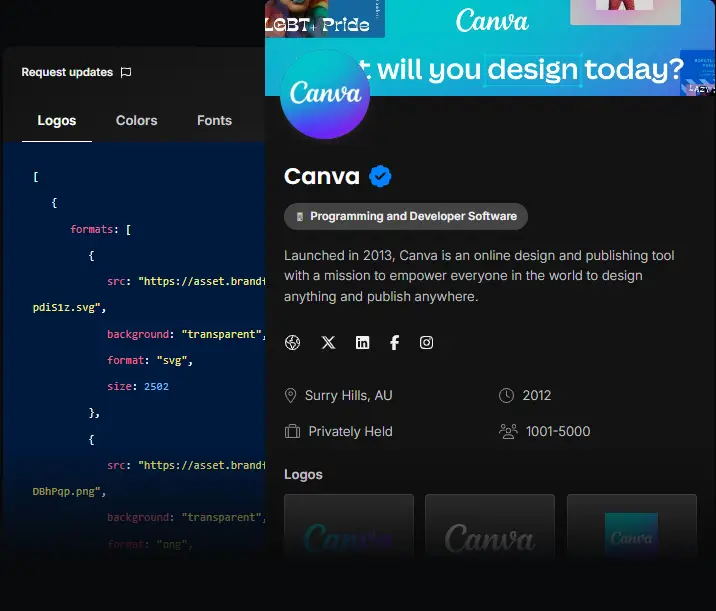 Request updates
Logos Colors Fonts
[
{
formats: [
{
src: "https://asset.brandf
pdiS1z.svg",
background: "transparent",
format: "svg",
size: 2502
},
{
src: "https://asset.brandf
DBhPqp.png",
background: "transparent",
format: "png",
LGBT+ Pride
Canva
t will you design today?
Canva
Canva
Programming and Developer Software
Launched in 2013, Canva is an online design and publishing tool
with a mission to empower everyone in the world to design
anything and publish anywhere.
Surry Hills, AU
2012
Privately Held
1001-5000
Logos
Canva
Canva
Canva